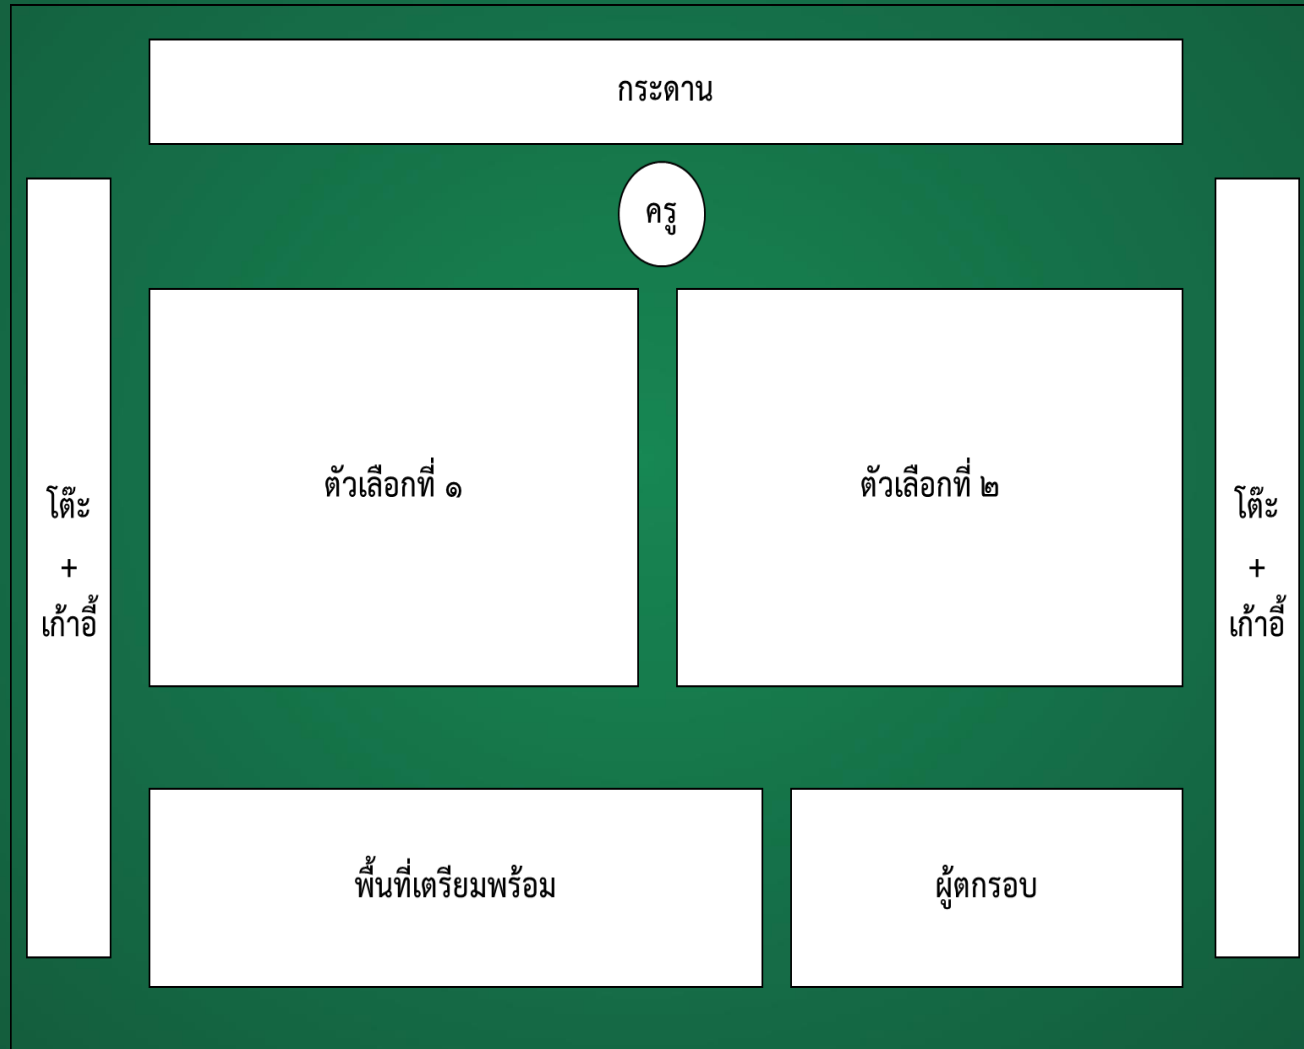 กระดาน
ครู
ตัวเลือกที่ ๑
ตัวเลือกที่ ๒
โต๊ะ
+
เก้าอี้
โต๊ะ
+
เก้าอี้
พื้นที่เตรียมพร้อม
ผู้ตกรอบ